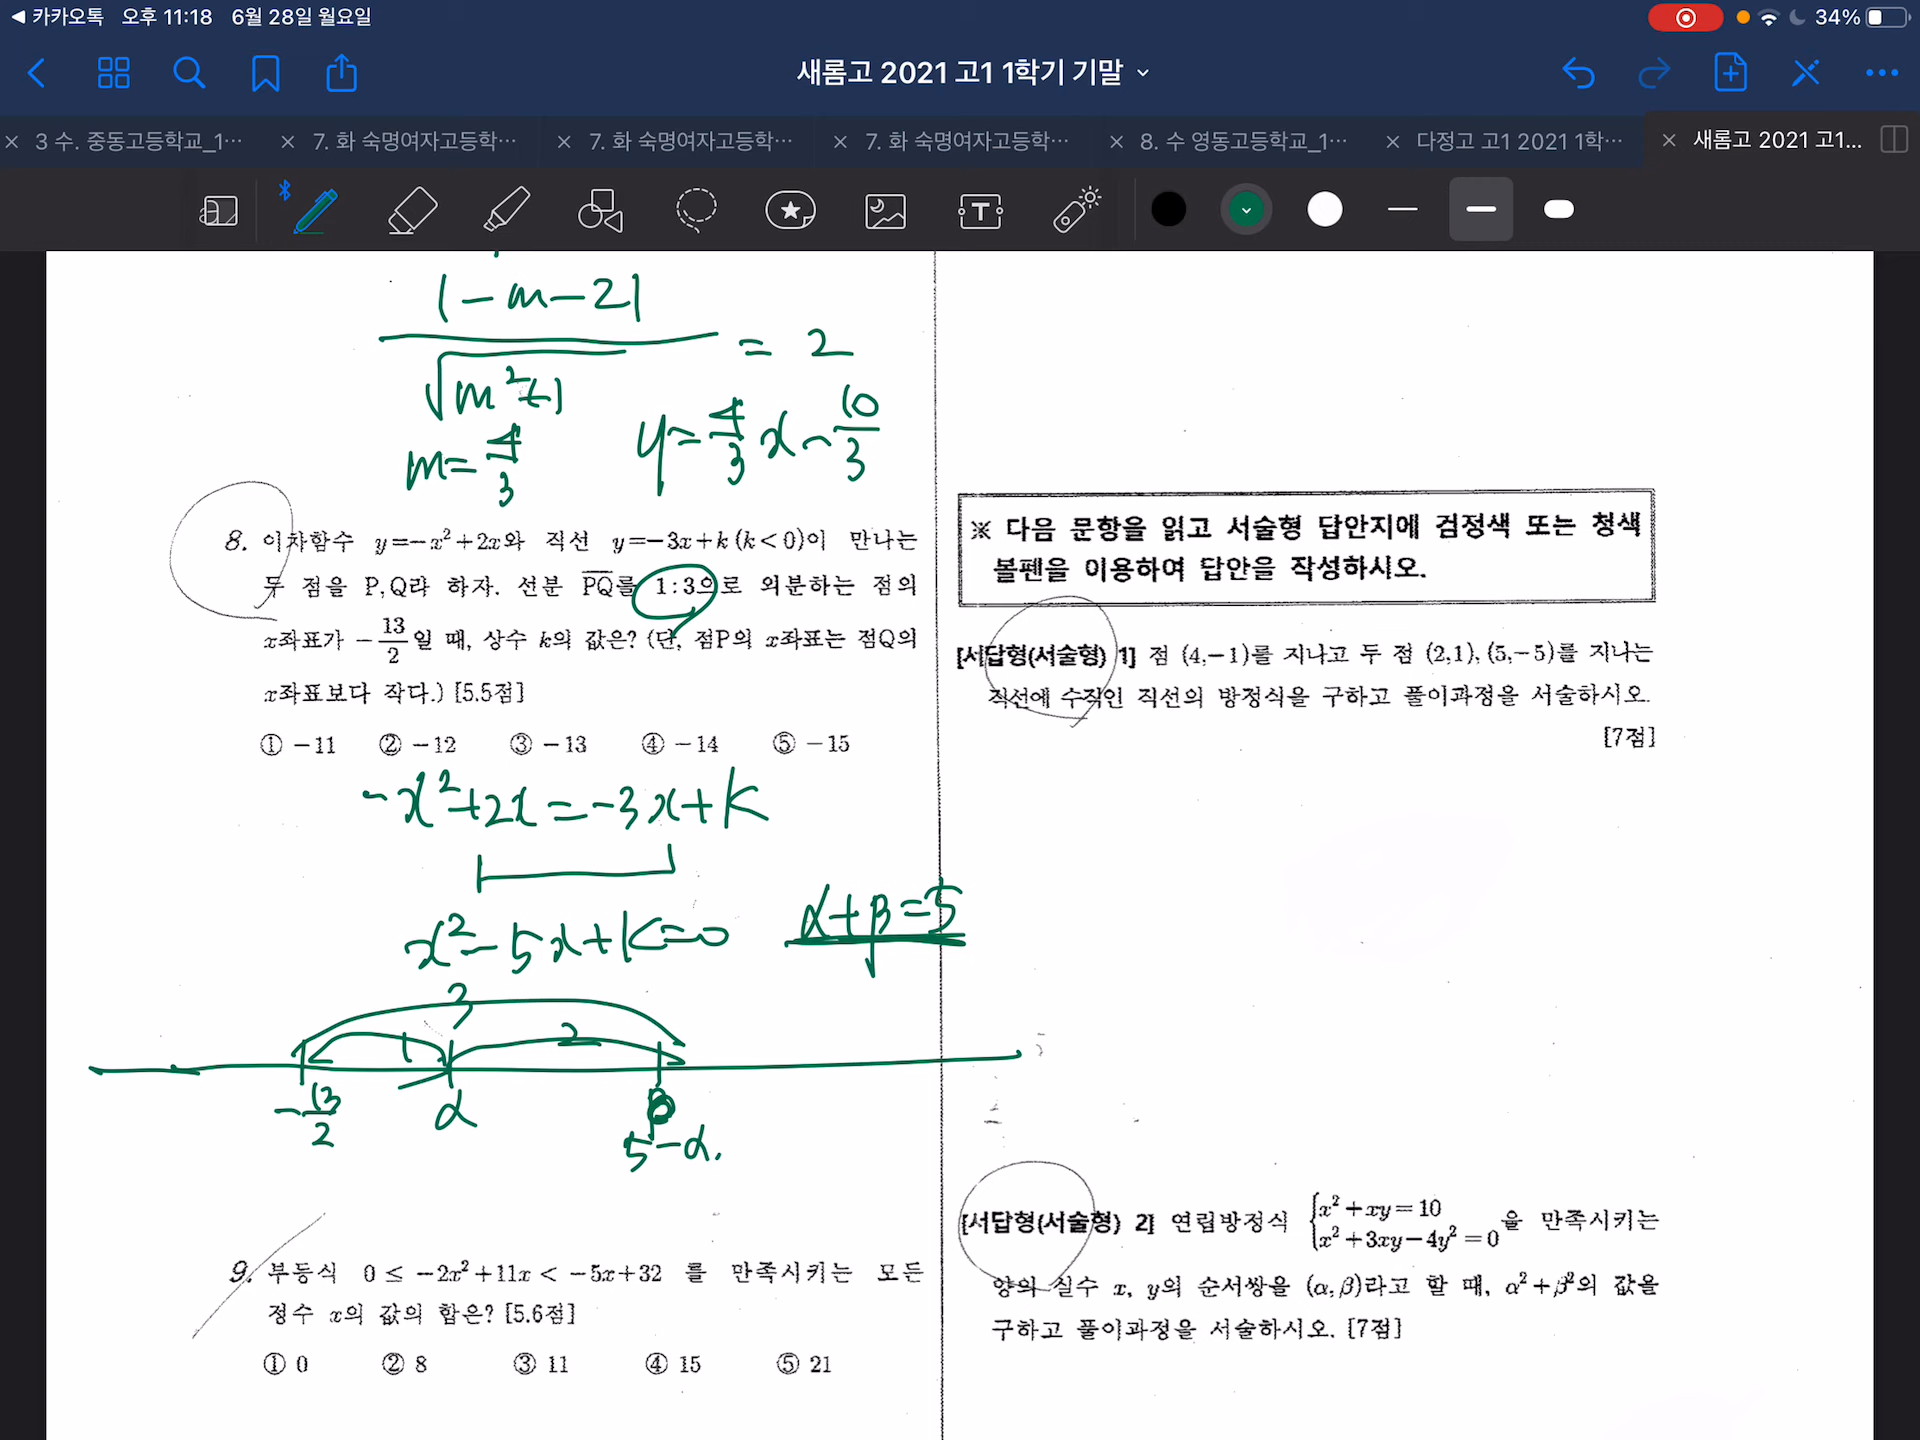 ◀ 카카오톡 오후 11:18 6월 28일 월요일
34%
새롬고 2021 고1 1학기 기말
3 수. 중동고등학교_1…
7. 화 숙명여자고등학…
7. 화 숙명여자고등학…
7. 화 숙명여자고등학…
8. 수 영동고등학교_1…
다정고 고1 2021 1학…
새롬고 2021 고1...
|-m-2| / √m²+1 = 2
m=4/3
y=4/3 x - 10/3
8. 이차함수 y=-x²+2x와 직선 y=-3x+k (k<0)이 만나는
두 점을 P, Q라 하자. 선분 PQ를 1:3으로 외분하는 점의
x좌표가 -13/2일 때, 상수 k의 값은? (단, 점P의 x좌표는 점Q의
x좌표보다 작다.) [5.5점]
① -11 ② -12 ③ -13 ④ -14 ⑤ -15
-x²+2x=-3x+k
x²-5x+k=0
α+β=5
3
1 2
-13/2 α β
5-α.
9. 부등식 0 ≤ -2x²+11x < -5x+32 를 만족시키는 모든
정수 x의 값의 합은? [5.6점]
① 0 ② 8 ③ 11 ④ 15 ⑤ 21
※ 다음 문항을 읽고 서술형 답안지에 검정색 또는 청색
볼펜을 이용하여 답안을 작성하시오.
[서답형(서술형) 1] 점 (4,-1)를 지나고 두 점 (2,1), (5,-5)를 지나는
직선에 수직인 직선의 방정식을 구하고 풀이과정을 서술하시오.
[7점]
[서답형(서술형) 2] 연립방정식 {x²+xy=10 x²+3xy-4y²=0 을 만족시키는
양의 실수 x, y의 순서쌍을 (α, β)라고 할 때, α²+β²의 값을
구하고 풀이과정을 서술하시오. [7점]